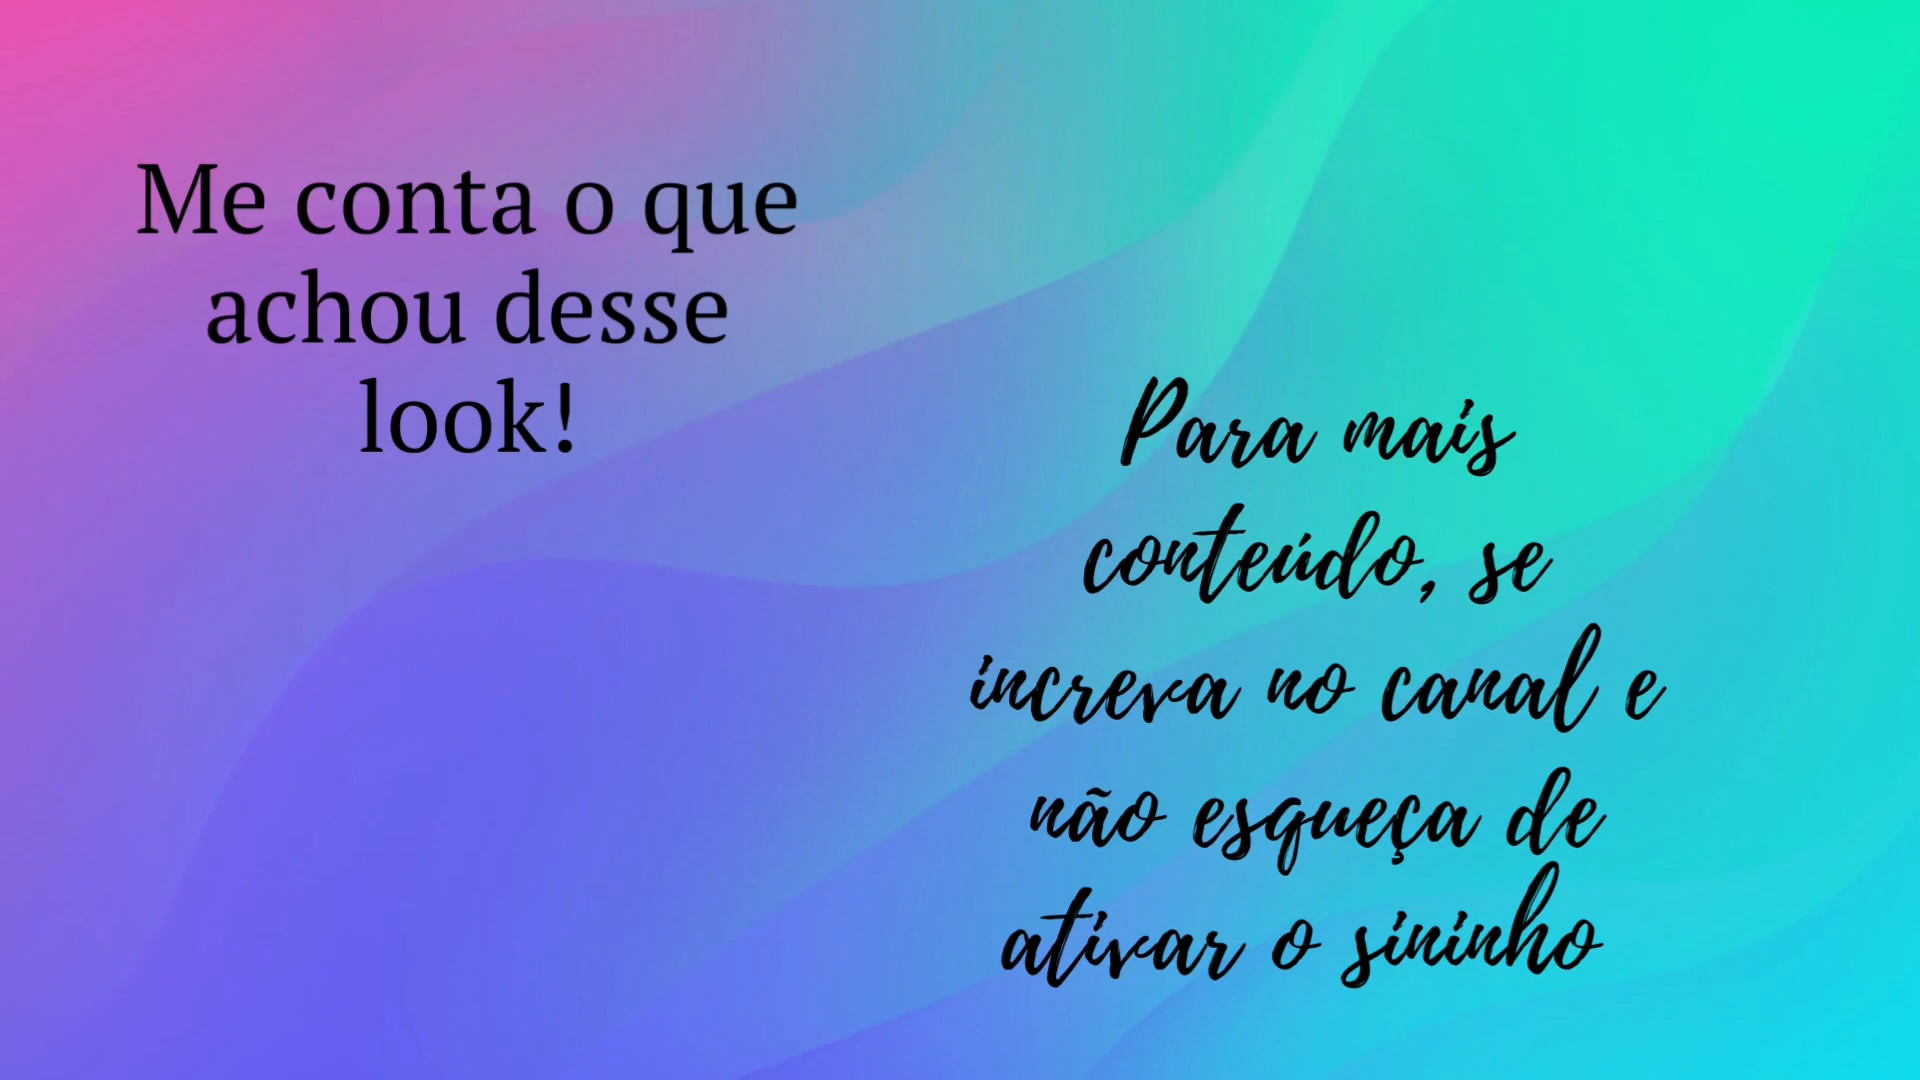 Me conta o que
achou desse
look!
Para mais
conteúdo, se
increva no canal e
não esqueça de
ativar o sininho